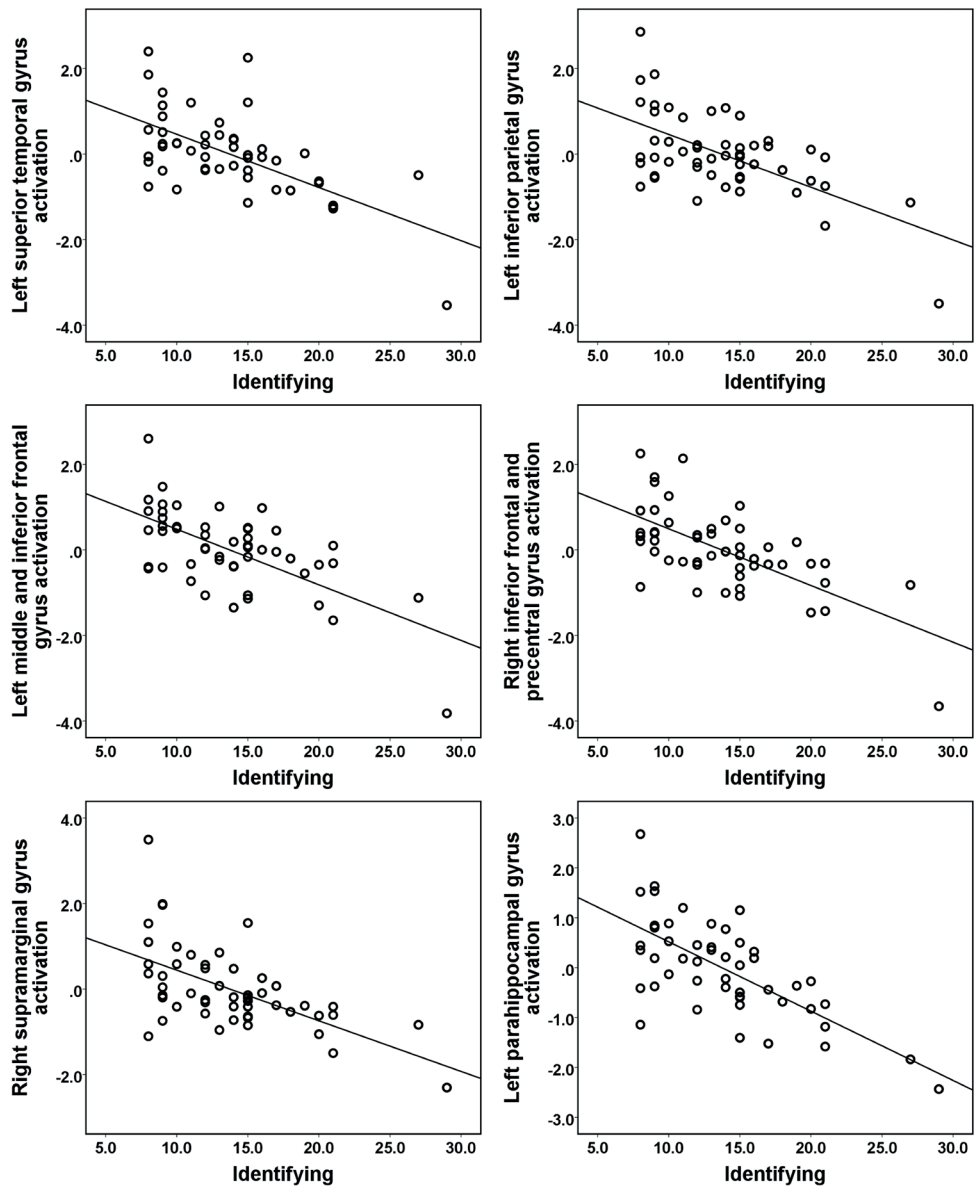 Left superior temporal gyrus
activation
2.0
.0
-2.0
-4.0
5.0 10.0 15.0 20.0 25.0 30.0
Identifying
Left inferior parietal gyrus
activation
2.0
.0
-2.0
-4.0
5.0 10.0 15.0 20.0 25.0 30.0
Identifying
Left middle and inferior frontal
gyrus activation
2.0
.0
-2.0
-4.0
5.0 10.0 15.0 20.0 25.0 30.0
Identifying
Right inferior frontal and
precentral gyrus activation
2.0
.0
-2.0
-4.0
5.0 10.0 15.0 20.0 25.0 30.0
Identifying
Right supramarginal gyrus
activation
4.0
2.0
.0
-2.0
5.0 10.0 15.0 20.0 25.0 30.0
Identifying
Left parahippocampal gyrus
activation
3.0
2.0
1.0
.0
-1.0
-2.0
-3.0
5.0 10.0 15.0 20.0 25.0 30.0
Identifying